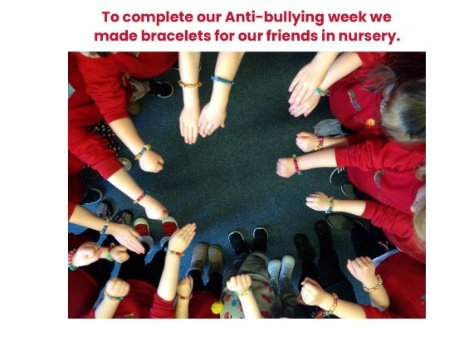 To complete our Anti-bullying week we
made bracelets for our friends in nursery.